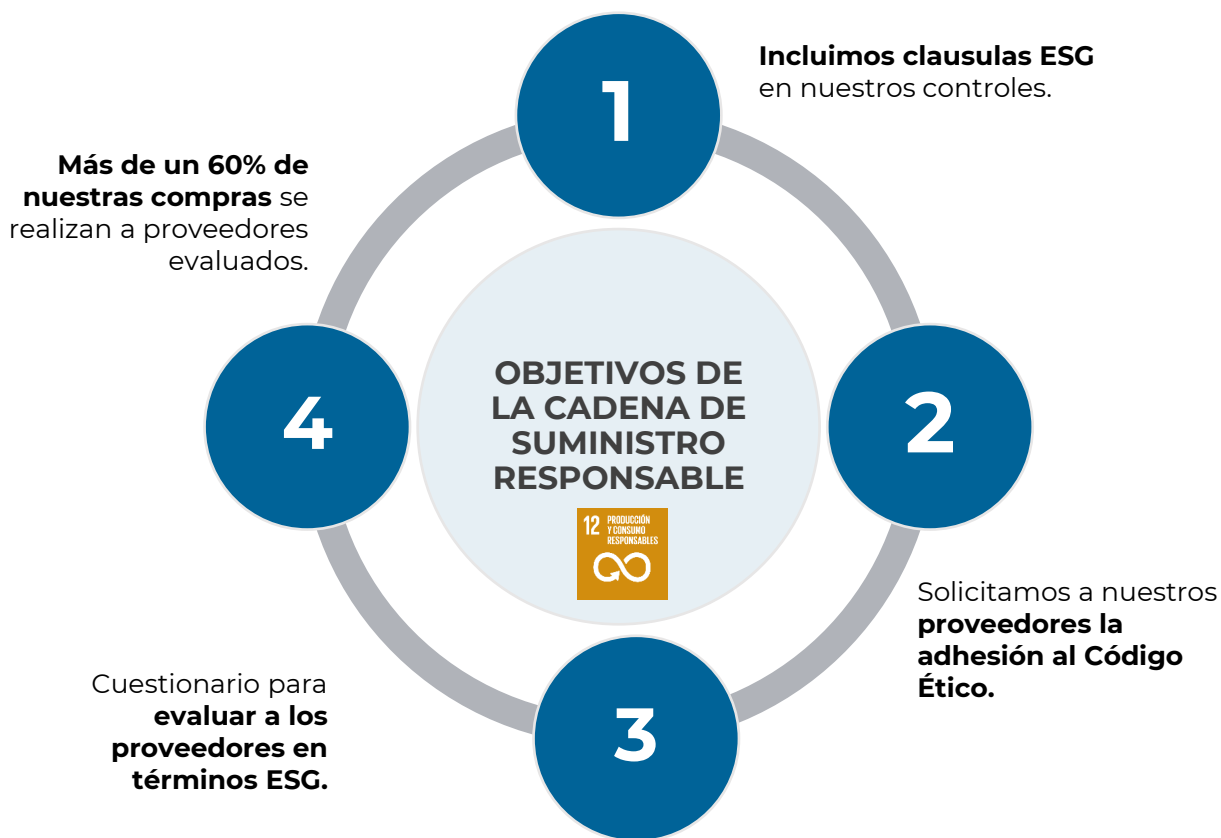 1
Incluimos clausulas ESG
en nuestros controles.
2
Solicitamos a nuestros
proveedores la
adhesión al Código
Ético.
3
Cuestionario para
evaluar a los
proveedores en
términos ESG.
4
Más de un 60% de
nuestras compras se
realizan a proveedores
evaluados.
OBJETIVOS DE
LA CADENA DE
SUMINISTRO
RESPONSABLE
12 PRODUCCIÓN
Y CONSUMO
RESPONSABLES